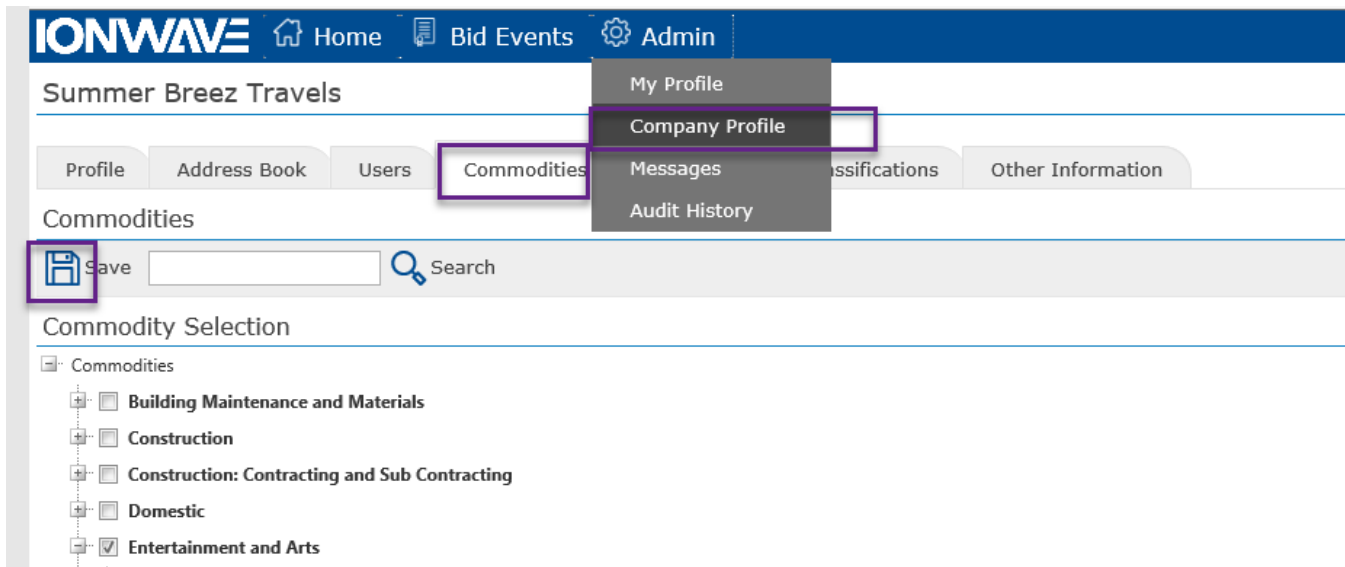 IONWAVE Home Bid Events Admin
Summer Breez Travels
My Profile
Company Profile
Messages
Audit History
Profile Address Book Users Commodities ssifications Other Information
Commodities
Save Search
Commodity Selection
Commodities
Building Maintenance and Materials
Construction
Construction: Contracting and Sub Contracting
Domestic
Entertainment and Arts